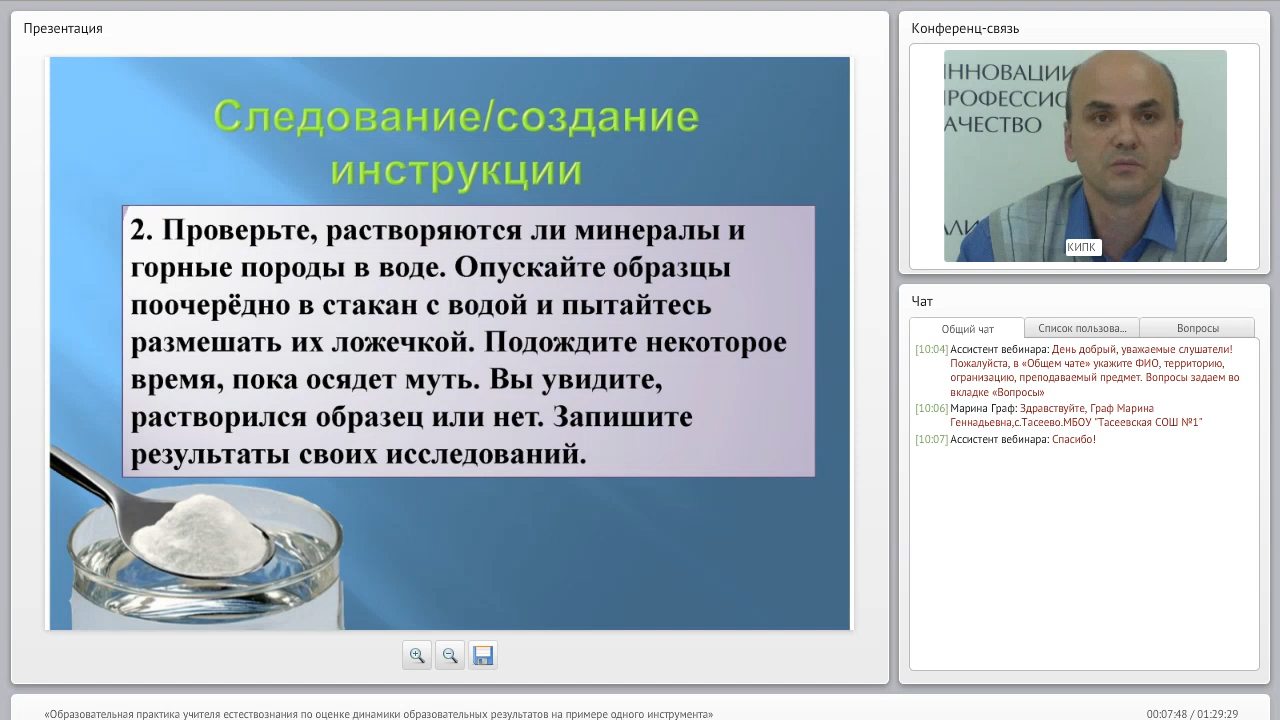 Презентация
Следование/создание
инструкции
2. Проверьте, растворяются ли минералы и
горные породы в воде. Опускайте образцы
поочерёдно в стакан с водой и пытайтесь
размешать их ложечкой. Подождите некоторое
время, пока осядет муть. Вы увидите,
растворился образец или нет. Запишите
результаты своих исследований.
Конференц-связь
ИННОВАЦИИ
РОФЕССИО
АЧЕСТВО
КИПК
Чат
Общий чат
Список пользова...
Вопросы
[10:04] Ассистент вебинара: День добрый, уважаемые слушатели!
Пожалуйста, в «Общем чате» укажите ФИО, территорию,
огранизацию, преподаваемый предмет. Вопросы задаем во
вкладке «Вопросы»
[10:06] Марина Граф: Здравствуйте, Граф Марина
Геннадьевна,с.Тасеево.МБОУ "Тасеевская СОШ №1"
[10:07] Ассистент вебинара: Спасибо!
«Образовательная практика учителя естествознания по оценке динамики образовательных результатов на примере одного инструмента»
00:07:48 / 01:29:29